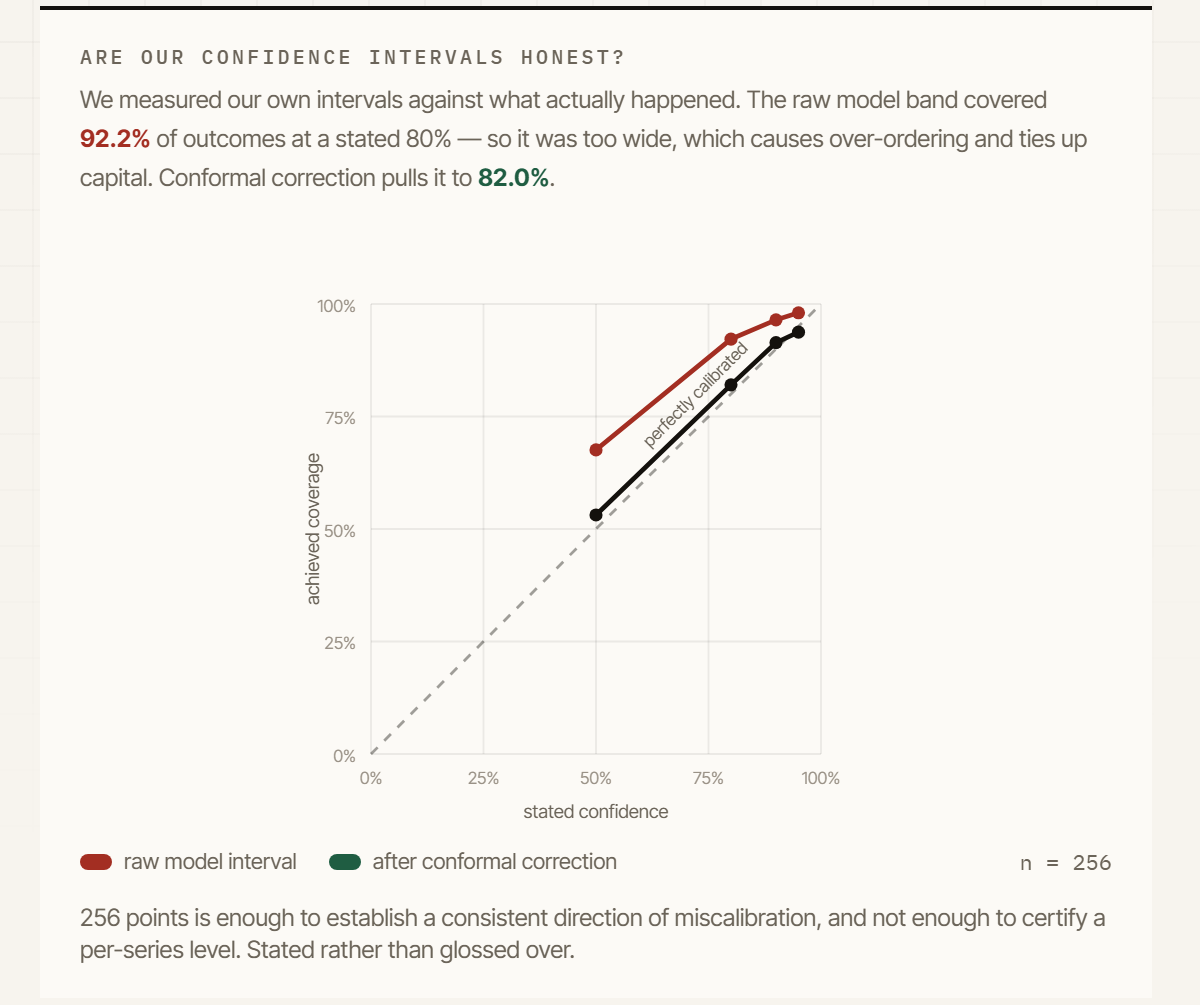 ARE OUR CONFIDENCE INTERVALS HONEST?
We measured our own intervals against what actually happened. The raw model band covered
92.2% of outcomes at a stated 80% — so it was too wide, which causes over-ordering and ties up
capital. Conformal correction pulls it to 82.0%.
100%
75%
50%
25%
0%
achieved coverage
perfectly calibrated
0% 25% 50% 75% 100%
stated confidence
raw model interval after conformal correction n = 256
256 points is enough to establish a consistent direction of miscalibration, and not enough to certify a
per-series level. Stated rather than glossed over.